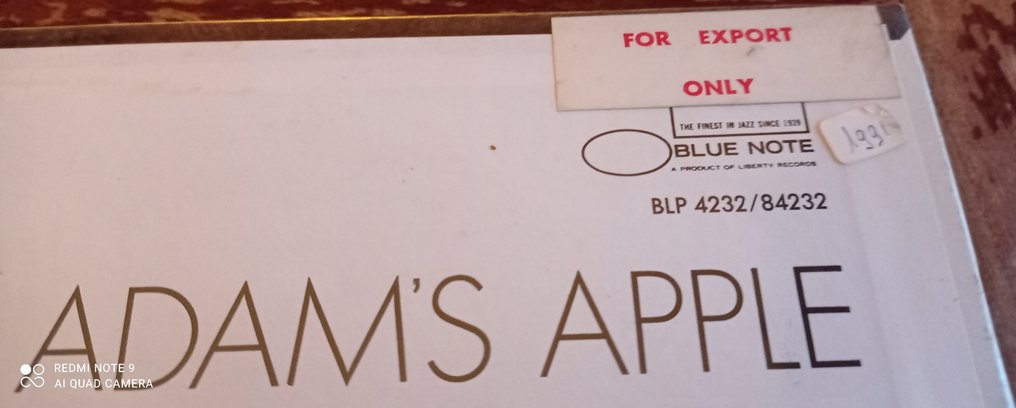 FOR EXPORT
ONLY
THE FINEST IN JAZZ SINCE 1939
BLUE NOTE
A PRODUCT OF LIBERTY RECORDS
1991
BLP 4232/84232
ADAM'S APPLE
REDMI NOTE 9
AI QUAD CAMERA